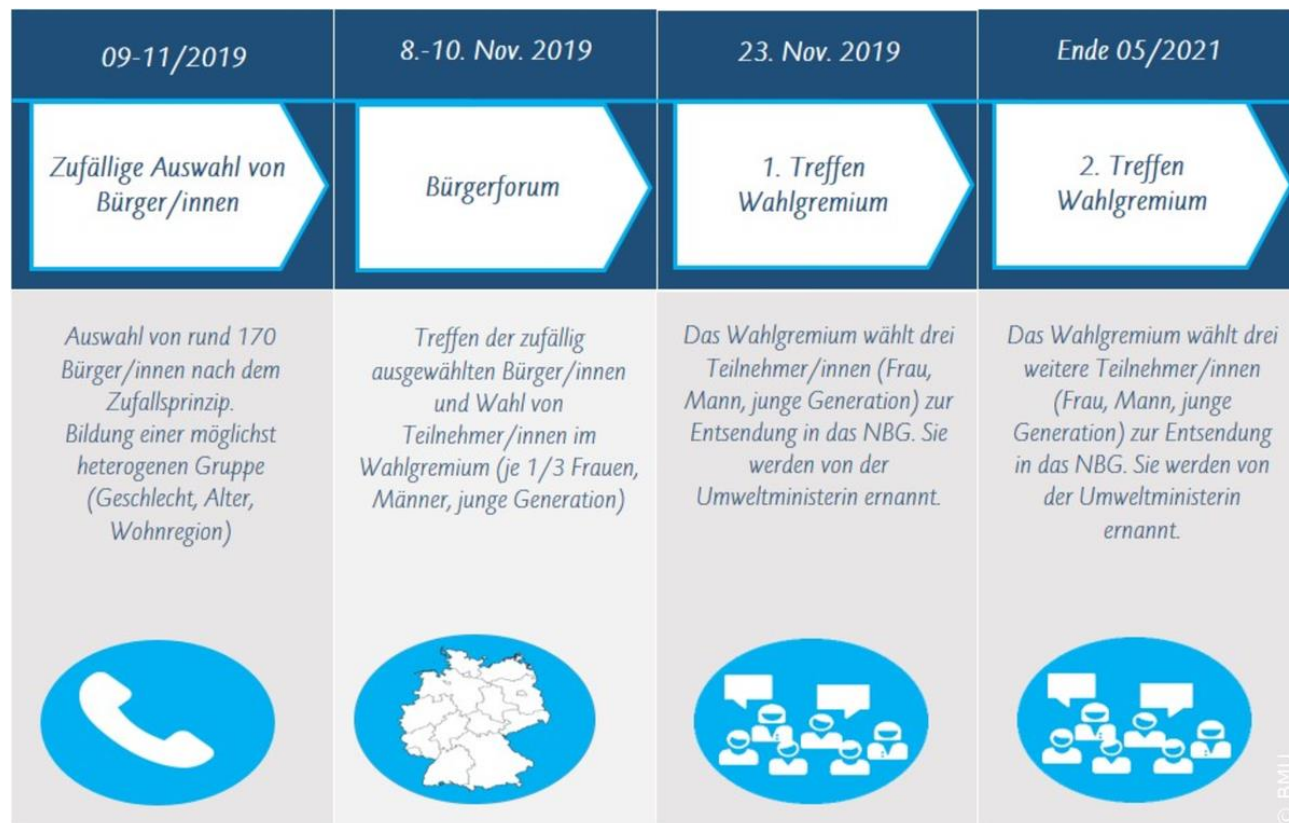 09-11/2019
Zufällige Auswahl von
Bürger/innen
Auswahl von rund 170
Bürger/innen nach dem
Zufallsprinzip.
Bildung einer möglichst
heterogenen Gruppe
(Geschlecht, Alter,
Wohnregion)
8.-10. Nov. 2019
Bürgerforum
Treffen der zufällig
ausgewählten Bürger/innen
und Wahl von
Teilnehmer/innen im
Wahlgremium (je 1/3 Frauen,
Männer, junge Generation)
23. Nov. 2019
1. Treffen
Wahlgremium
Das Wahlgremium wählt drei
Teilnehmer/innen (Frau,
Mann, junge Generation) zur
Entsendung in das NBG. Sie
werden von der
Umweltministerin ernannt.
Ende 05/2021
2. Treffen
Wahlgremium
Das Wahlgremium wählt drei
weitere Teilnehmer/innen
(Frau, Mann, junge
Generation) zur Entsendung
in das NBG. Sie werden von
der Umweltministerin
ernannt.
© BMU